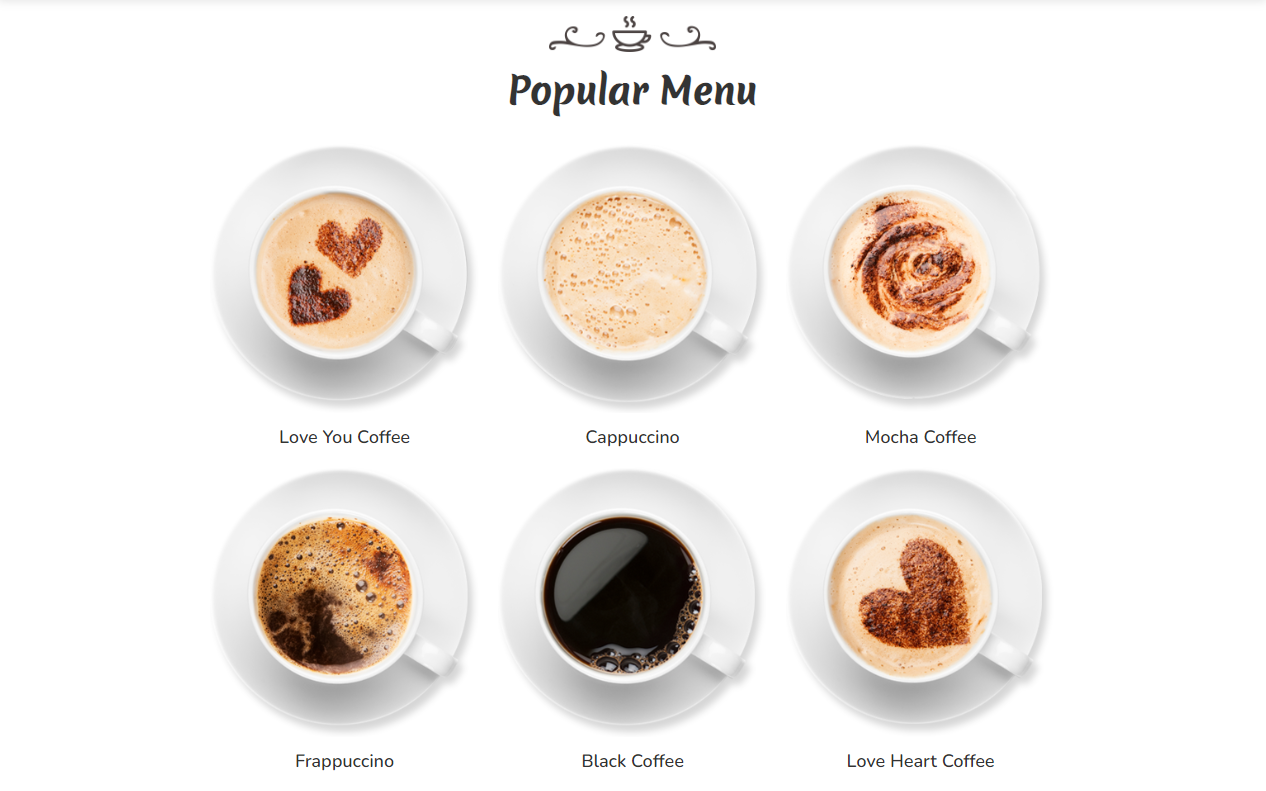 Popular Menu
Love You Coffee
Cappuccino
Mocha Coffee
Frappuccino
Black Coffee
Love Heart Coffee